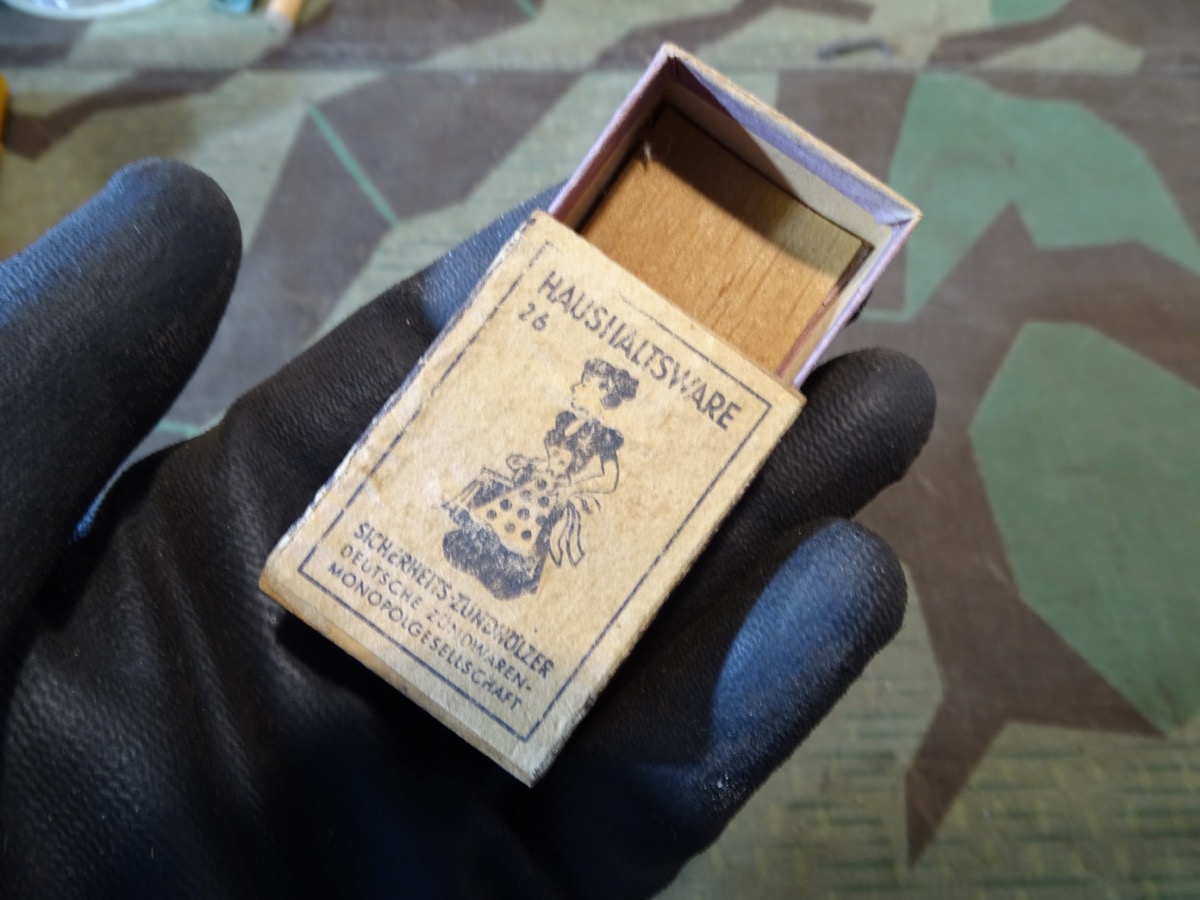 HAUSHALTSWARE
26
SICHERHEITS-ZÜNDHÖLZER
DEUTSCHE ZÜNDWAREN-
MONOPOLGESELLSCHAFT